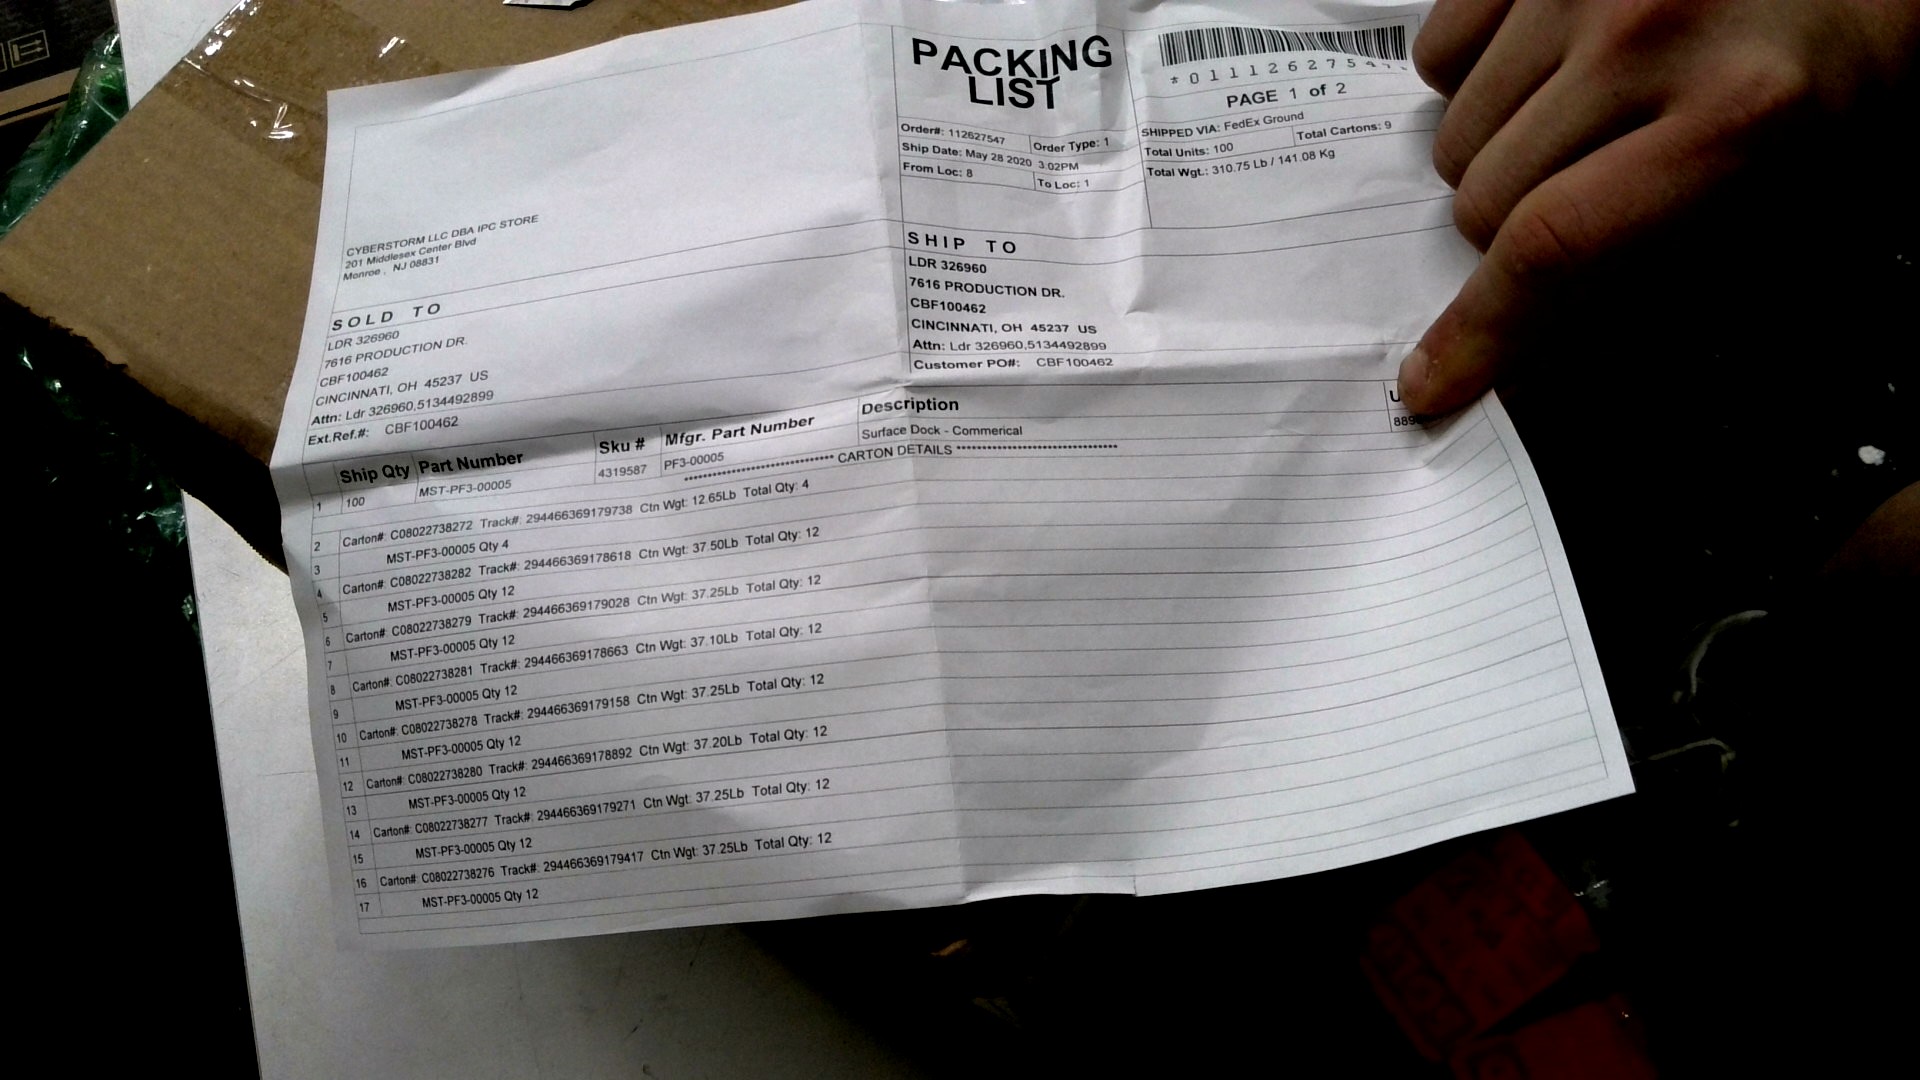 PACKING
LIST
* 0 1 1 1 2 6 2 7 5 4
PAGE 1 of 2
Order#: 112627547
Order Type: 1
Ship Date: May 28 2020 3:02PM
From Loc: 8
To Loc: 1
SHIPPED VIA: FedEx Ground
Total Units: 100
Total Cartons: 9
Total Wgt.: 310.75 Lb / 141.08 Kg
CYBERSTORM LLC DBA IPC STORE
201 Middlesex Center Blvd
Monroe , NJ 08831
SOLD TO
LDR 326960
7616 PRODUCTION DR.
CBF100462
CINCINNATI, OH 45237 US
Attn: Ldr 326960,5134492899
Ext.Ref.#: CBF100462
SHIP TO
LDR 326960
7616 PRODUCTION DR.
CBF100462
CINCINNATI, OH 45237 US
Attn: Ldr 326960,5134492899
Customer PO#: CBF100462
Ship Qty Part Number Sku # Mfgr. Part Number Description
1 100 MST-PF3-00005 4319587 PF3-00005 Surface Dock - Commerical
***************************** CARTON DETAILS *******************************
2 Carton#: C08022738272 Track#: 294466369179738 Ctn Wgt: 12.65Lb Total Qty: 4
3 MST-PF3-00005 Qty 4
4 Carton#: C08022738282 Track#: 294466369178618 Ctn Wgt: 37.50Lb Total Qty: 12
5 MST-PF3-00005 Qty 12
6 Carton#: C08022738279 Track#: 294466369179028 Ctn Wgt: 37.25Lb Total Qty: 12
7 MST-PF3-00005 Qty 12
8 Carton#: C08022738281 Track#: 294466369178663 Ctn Wgt: 37.10Lb Total Qty: 12
9 MST-PF3-00005 Qty 12
10 Carton#: C08022738278 Track#: 294466369179158 Ctn Wgt: 37.25Lb Total Qty: 12
11 MST-PF3-00005 Qty 12
12 Carton#: C08022738280 Track#: 294466369178892 Ctn Wgt: 37.20Lb Total Qty: 12
13 MST-PF3-00005 Qty 12
14 Carton#: C08022738277 Track#: 294466369179271 Ctn Wgt: 37.25Lb Total Qty: 12
15 MST-PF3-00005 Qty 12
16 Carton#: C08022738276 Track#: 294466369179417 Ctn Wgt: 37.25Lb Total Qty: 12
17 MST-PF3-00005 Qty 12